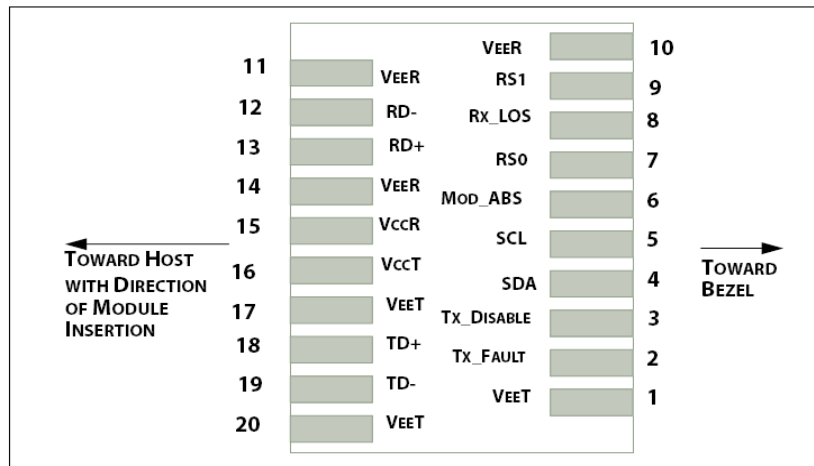 11 VEER
12 RD-
13 RD+
14 VEER
15 VCCR
16 VCCT
17 VEET
18 TD+
19 TD-
20 VEET
VEER 10
RS1 9
RX_LOS 8
RS0 7
MOD_ABS 6
SCL 5
SDA 4
TX_DISABLE 3
TX_FAULT 2
VEET 1
TOWARD HOST
WITH DIRECTION
OF MODULE
INSERTION
TOWARD
BEZEL